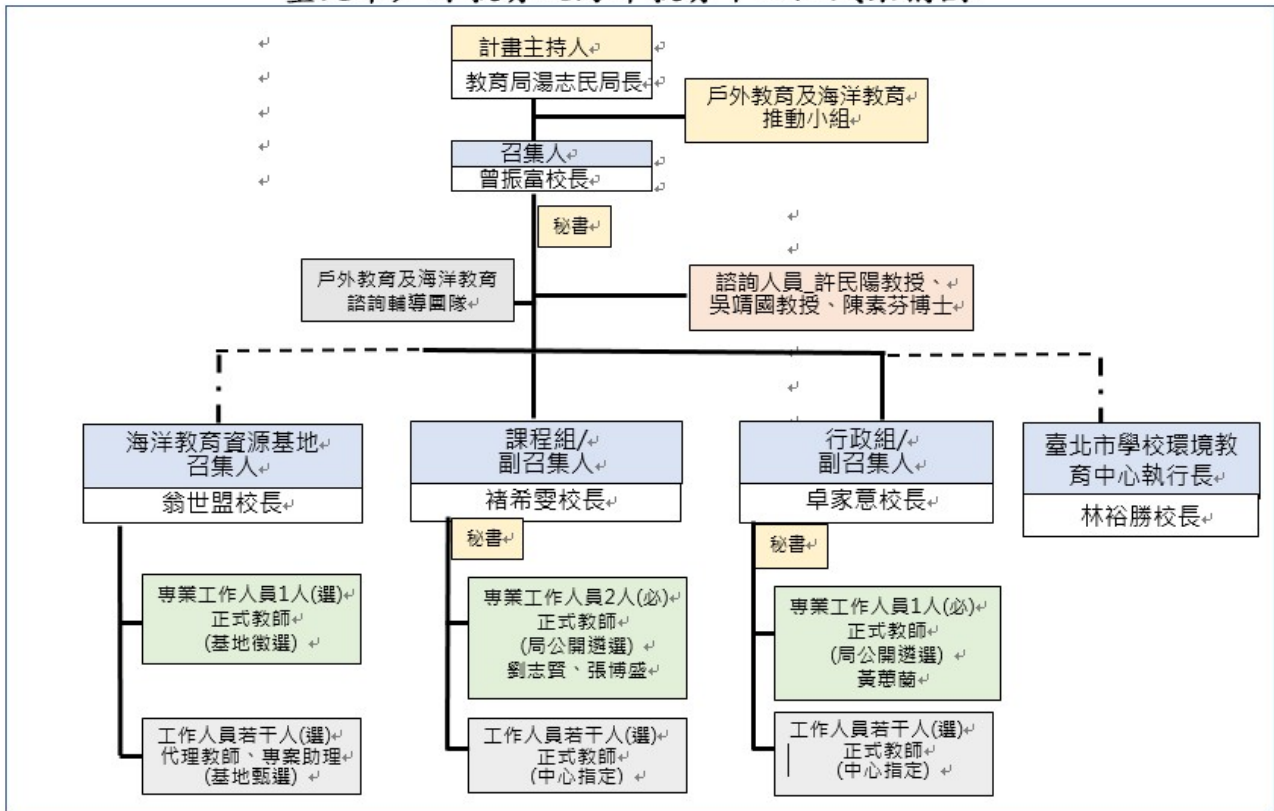 計畫主持人
教育局湯志民局長
戶外教育及海洋教育
推動小組
召集人
曾振富校長
秘書
戶外教育及海洋教育
諮詢輔導團隊
諮詢人員_許民陽教授、
吳靖國教授、陳素芬博士
海洋教育資源基地
召集人
翁世盟校長
課程組/
副召集人
褚希雯校長
行政組/
副召集人
卓家意校長
臺北市學校環境教
育中心執行長
林裕勝校長
秘書
秘書
專業工作人員1人(選)
正式教師
(基地徵選)
專業工作人員2人(必)
正式教師
(局公開遴選)
劉志賢、張博盛
專業工作人員1人(必)
正式教師
(局公開遴選)
黃蕙蘭
工作人員若干人(選)
代理教師、專案助理
(基地甄選)
工作人員若干人(選)
正式教師
(中心指定)
工作人員若干人(選)
正式教師
(中心指定)